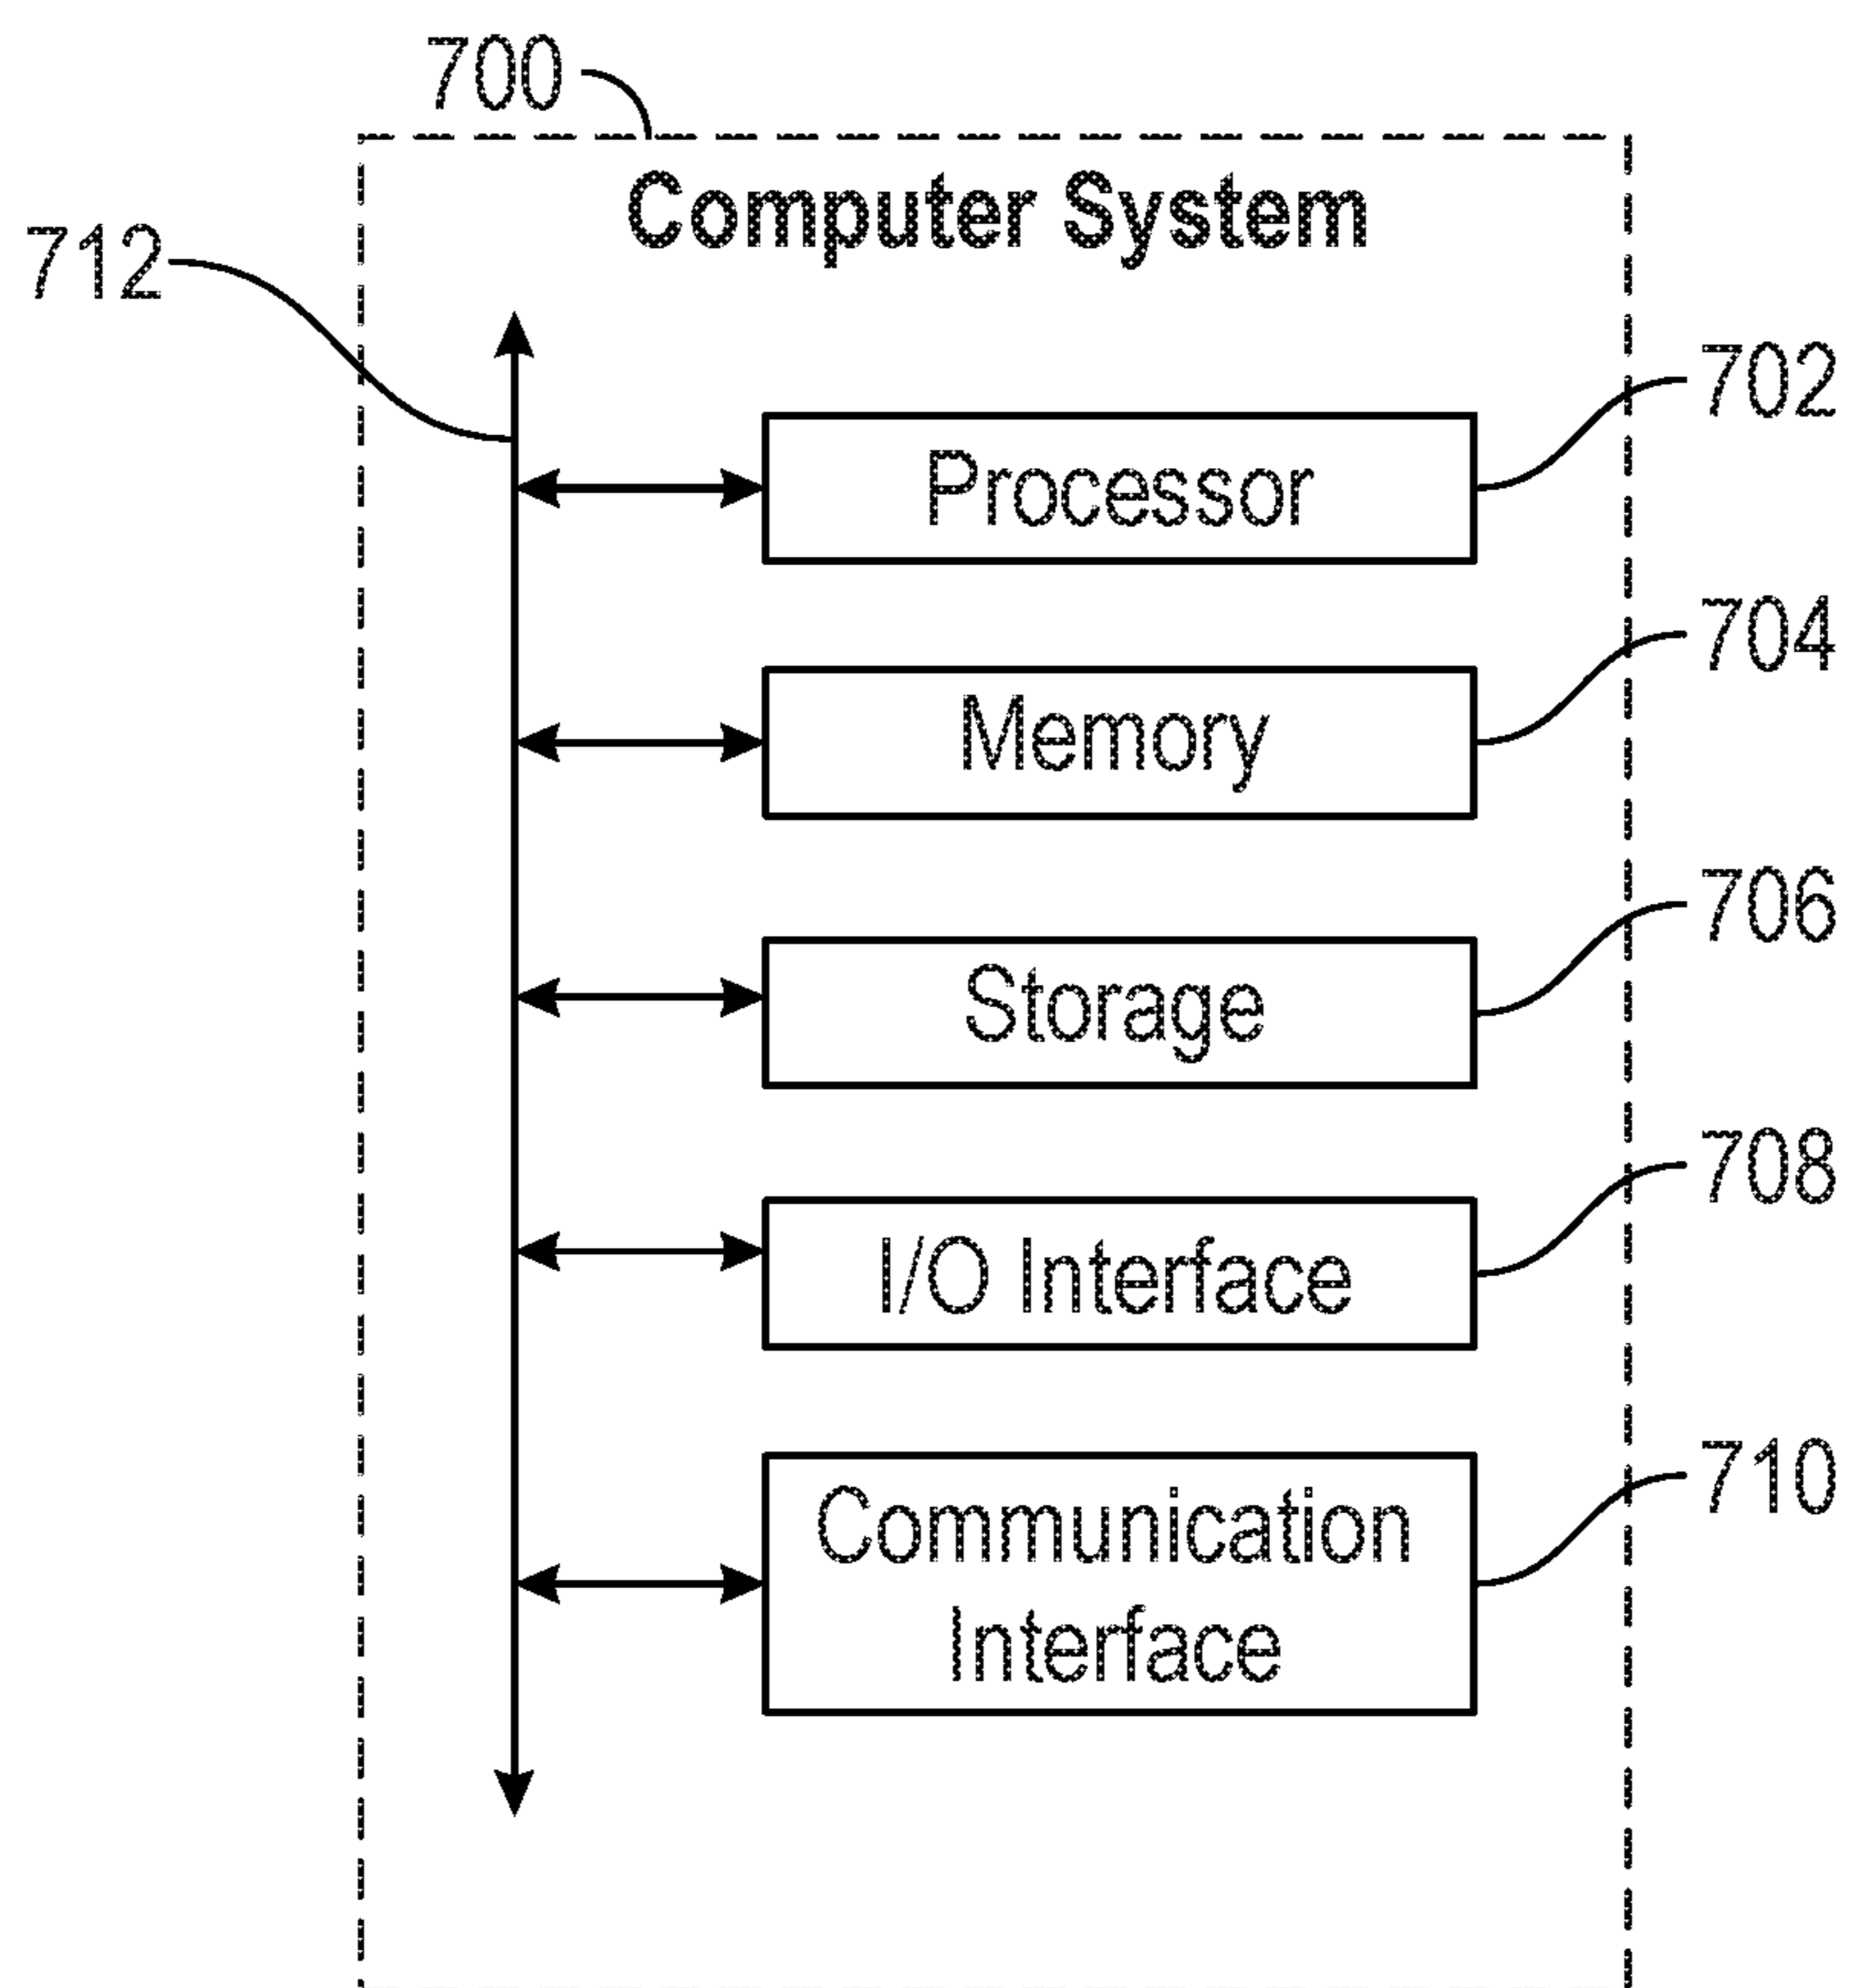 700
Computer System
712
702
Processor
704
Memory
706
Storage
708
I/O Interface
710
Communication
Interface